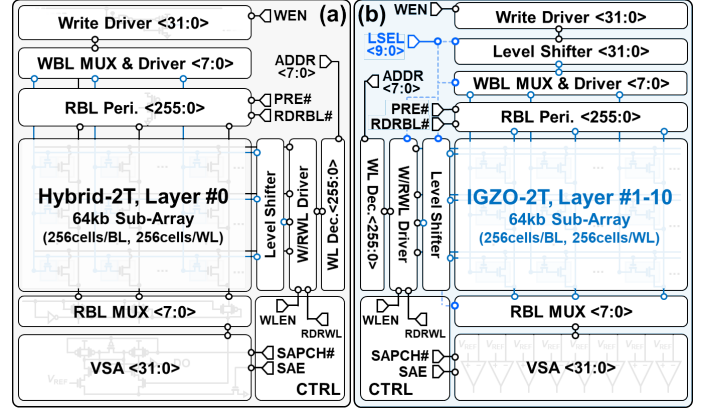 (a)
Write Driver <31:0>
WEN
WBL MUX & Driver <7:0>
ADDR
<7:0>
RBL Peri. <255:0>
PRE#
RDRBL#
Hybrid-2T, Layer #0
64kb Sub-Array
(256cells/BL, 256cells/WL)
Level Shifter
W/RWL Driver
WL Dec.<255:0>
RBL MUX <7:0>
WLEN
RDRWL
VREF
VSA <31:0>
SAPCH#
SAE
CTRL
(b)
WEN
Write Driver <31:0>
LSEL
<9:0>
Level Shifter <31:0>
ADDR
<7:0>
WBL MUX & Driver <7:0>
PRE#
RDRBL#
RBL Peri. <255:0>
WL Dec.<255:0>
W/RWL Driver
Level Shifter
IGZO-2T, Layer #1-10
64kb Sub-Array
(256cells/BL, 256cells/WL)
WLEN
RDRWL
RBL MUX <7:0>
SAPCH#
SAE
CTRL
VREF VREF VREF VREF
VSA <31:0>